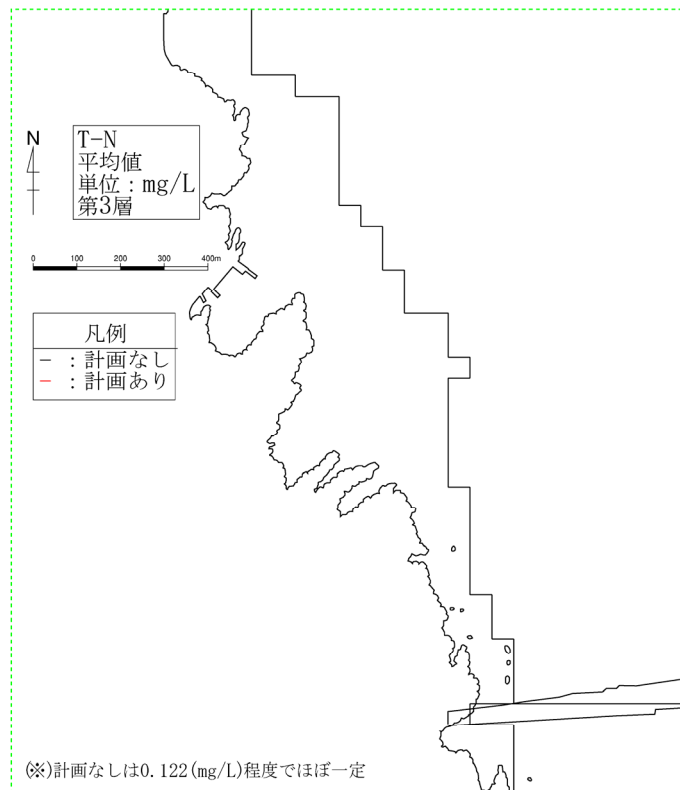 N
T-N
平均値
単位：mg/L
第3層
0 100 200 300 400m
凡例
－ ：計画なし
－ ：計画あり
(※)計画なしは0.122(mg/L)程度でほぼ一定